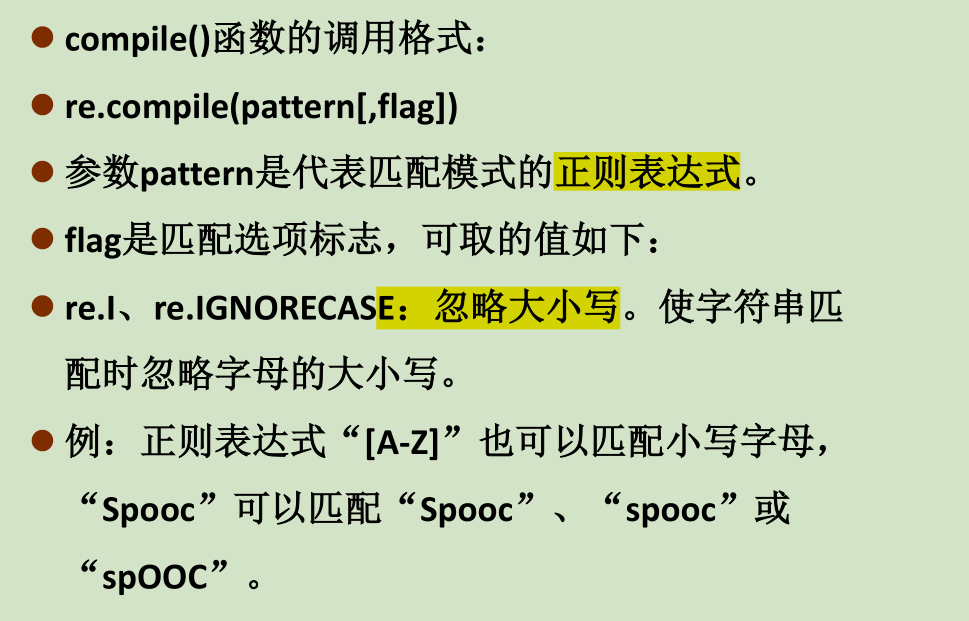 compile()函数的调用格式：
re.compile(pattern[,flag])
参数pattern是代表匹配模式的正则表达式。
flag是匹配选项标志，可取的值如下：
re.I、re.IGNORECASE：忽略大小写。使字符串匹
配时忽略字母的大小写。
例：正则表达式“[A-Z]”也可以匹配小写字母，
“Spooc”可以匹配“Spooc”、“spooc”或
“spOOC”。